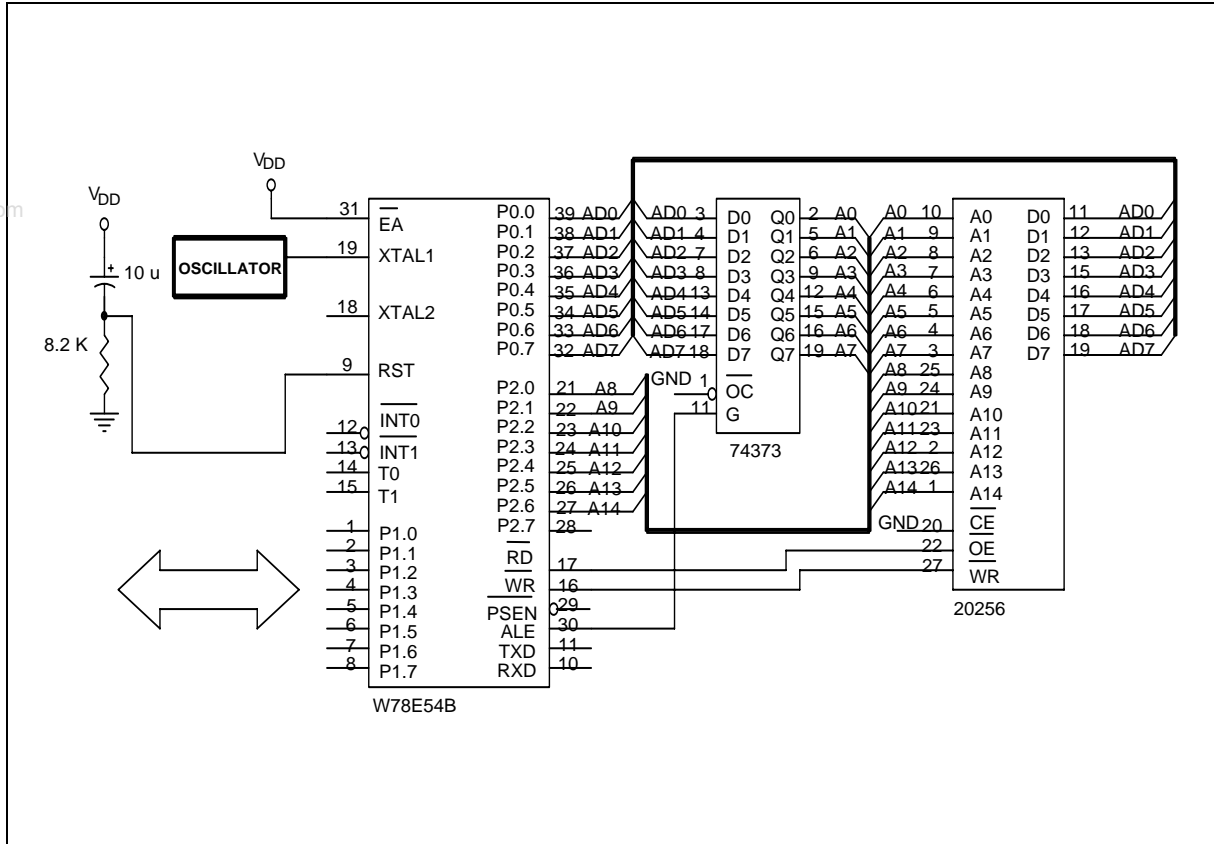 om
VDD
10 u
8.2 K
VDD
OSCILLATOR
31 EA
19 XTAL1
18 XTAL2
9 RST
12 INT0
13 INT1
14 T0
15 T1
1 P1.0
2 P1.1
3 P1.2
4 P1.3
5 P1.4
6 P1.5
7 P1.6
8 P1.7
P0.0 39 AD0
P0.1 38 AD1
P0.2 37 AD2
P0.3 36 AD3
P0.4 35 AD4
P0.5 34 AD5
P0.6 33 AD6
P0.7 32 AD7
P2.0 21 A8
P2.1 22 A9
P2.2 23 A10
P2.3 24 A11
P2.4 25 A12
P2.5 26 A13
P2.6 27 A14
P2.7 28
RD 17
WR 16
PSEN 29
ALE 30
TXD 11
RXD 10
W78E54B
AD0 3 D0 Q0 2 A0
AD1 4 D1 Q1 5 A1
AD2 7 D2 Q2 6 A2
AD3 8 D3 Q3 9 A3
AD4 13 D4 Q4 12 A4
AD5 14 D5 Q5 15 A5
AD6 17 D6 Q6 16 A6
AD7 18 D7 Q7 19 A7
GND 1 OC
11 G
74373
A0 10 A0 D0 11 AD0
A1 9 A1 D1 12 AD1
A2 8 A2 D2 13 AD2
A3 7 A3 D3 15 AD3
A4 6 A4 D4 16 AD4
A5 5 A5 D5 17 AD5
A6 4 A6 D6 18 AD6
A7 3 A7 D7 19 AD7
A8 25 A8
A9 24 A9
A10 21 A10
A11 23 A11
A12 2 A12
A13 26 A13
A14 1 A14
GND 20 CE
22 OE
27 WR
20256